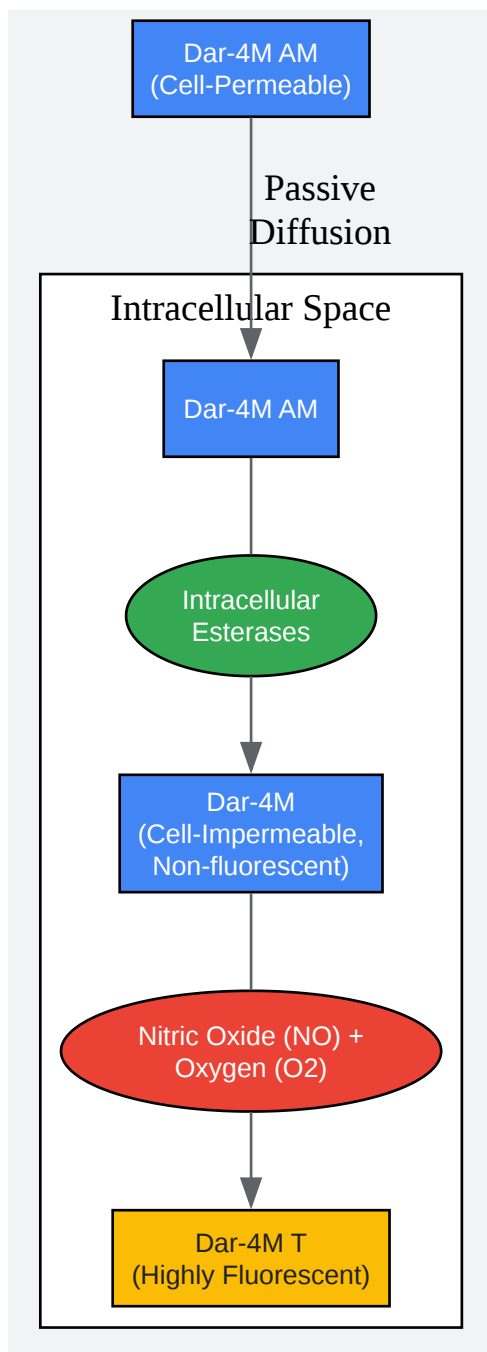 Dar-4M AM
(Cell-Permeable)
Passive
Diffusion
Intracellular Space
Dar-4M AM
Intracellular
Esterases
Dar-4M
(Cell-Impermeable,
Non-fluorescent)
Nitric Oxide (NO) +
Oxygen (O2)
Dar-4M T
(Highly Fluorescent)